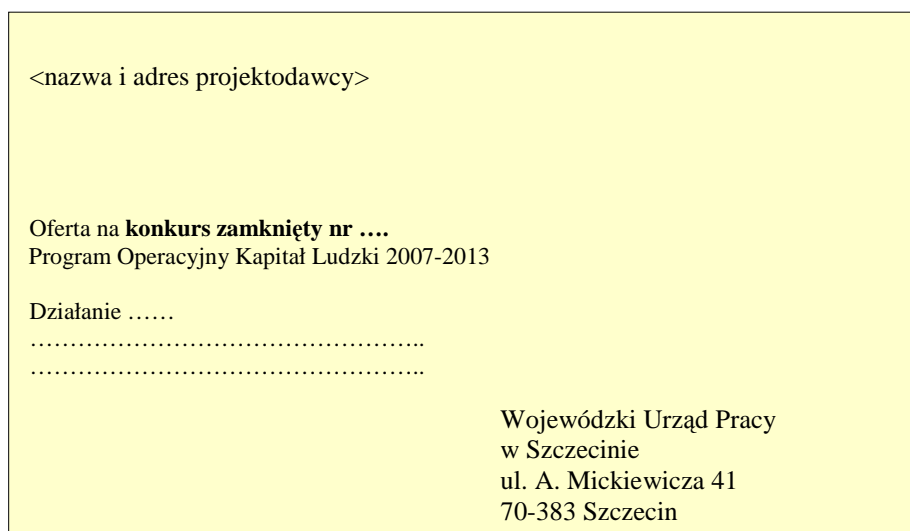 <nazwa i adres projektodawcy>
Oferta na konkurs zamknięty nr ….
Program Operacyjny Kapitał Ludzki 2007-2013
Działanie ……
…………………………………………..
…………………………………………..
Wojewódzki Urząd Pracy
w Szczecinie
ul. A. Mickiewicza 41
70-383 Szczecin